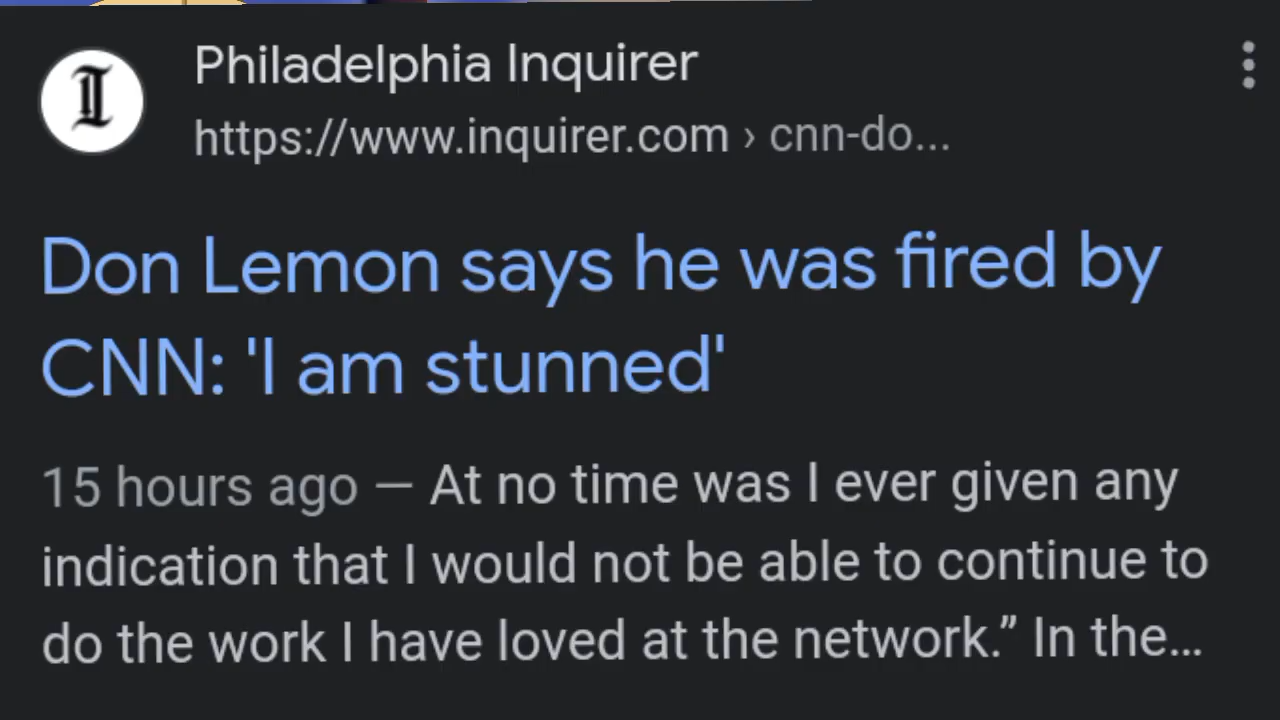 I
Philadelphia Inquirer
https://www.inquirer.com › cnn-do...
Don Lemon says he was fired by
CNN: 'I am stunned'
15 hours ago — At no time was I ever given any
indication that I would not be able to continue to
do the work I have loved at the network.” In the...